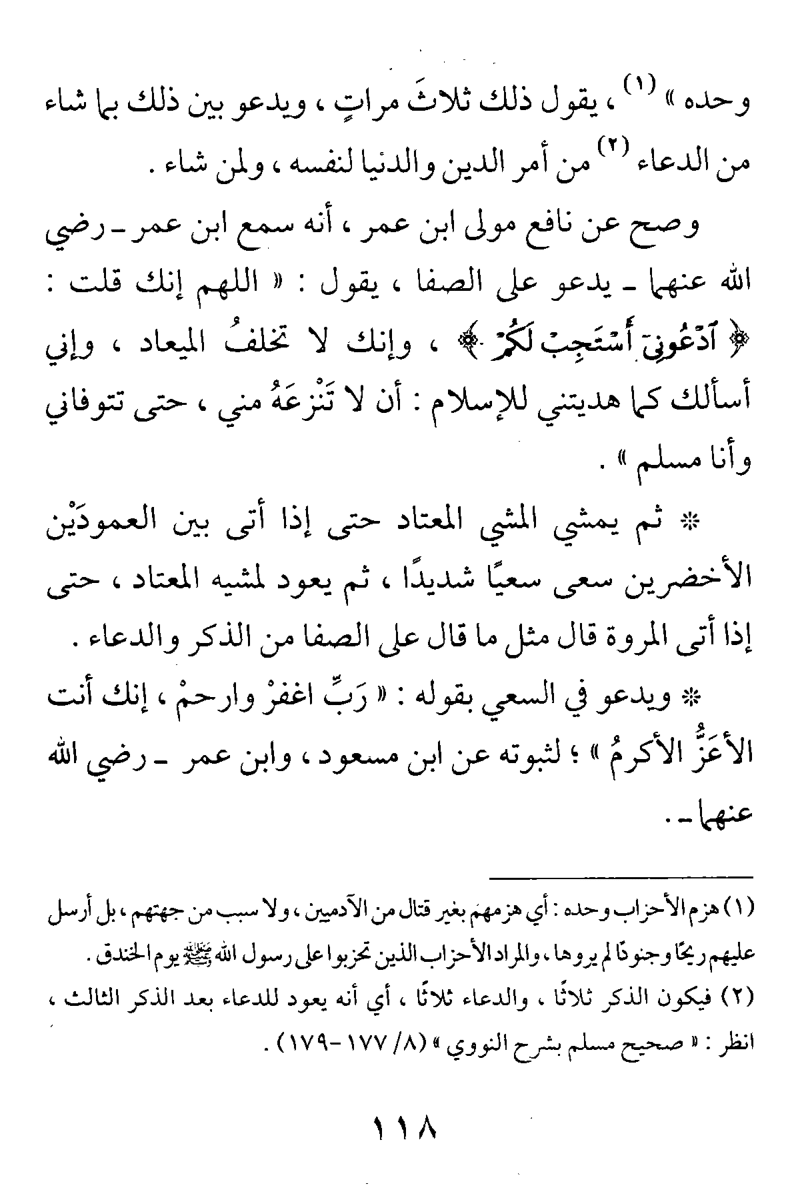 وحده » (١) ، يقول ذلك ثلاثَ مراتٍ ، ويدعو بين ذلك بما شاء
من الدعاء (٢) من أمر الدين والدنيا لنفسه ، ولمن شاء .
وصح عن نافع مولى ابن عمر ، أنه سمع ابن عمر ـ رضي
الله عنهما ـ يدعو على الصفا ، يقول : « اللهم إنك قلت :
﴿ ٱدْعُونِىٓ أَسْتَجِبْ لَكُمْ ﴾ ، وإنك لا تخلفُ الميعاد ، وإني
أسألك كما هديتني للإسلام : أن لا تَنْزعَهُ مني ، حتى تتوفاني
وأنا مسلم » .
* ثم يمشي المشي المعتاد حتى إذا أتى بين العمودَيْن
الأخضرين سعى سعيًا شديدًا ، ثم يعود لمشيه المعتاد ، حتى
إذا أتى المروة قال مثل ما قال على الصفا من الذكر والدعاء .
* ويدعو في السعي بقوله : « رَبِّ اغفرْ وارحمْ ، إنك أنت
الأعَزُّ الأكرمُ » ؛ لثبوته عن ابن مسعود ، وابن عمر ـ رضي الله
عنهما ـ .
(١) هزم الأحزاب وحده : أي هزمهم بغير قتال من الآدميين ، ولا سبب من جهتهم ، بل أرسل
عليهم ريحًا وجنودًا لم يروها ، والمراد الأحزاب الذين تحزبوا على رسول الله ﷺ يوم الخندق .
(٢) فيكون الذكر ثلاثًا ، والدعاء ثلاثًا ، أي أنه يعود للدعاء بعد الذكر الثالث ،
انظر : « صحيح مسلم بشرح النووي » (٨/ ١٧٧ -١٧٩) .
١١٨